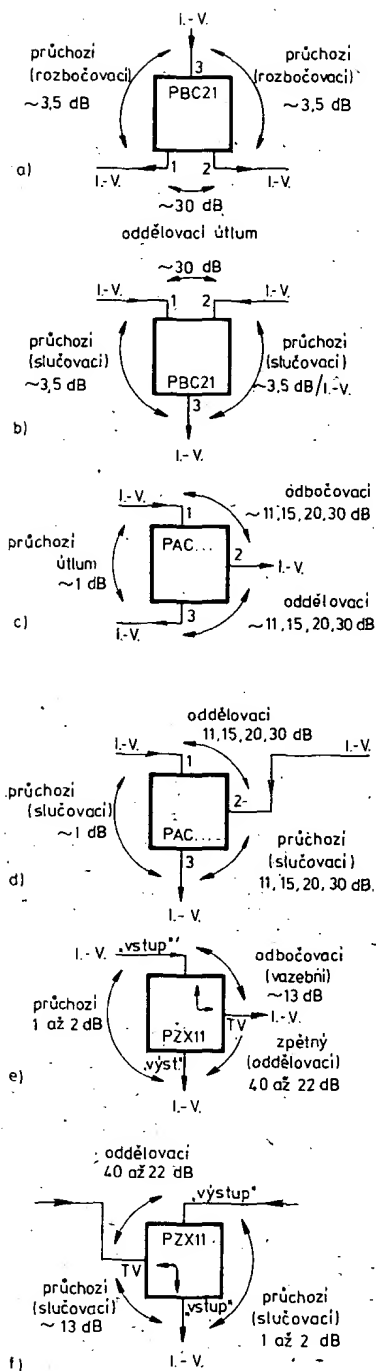 I.-V.
průchozí
(rozbočovací)
~3,5 dB
3
PBC21
průchozí
(rozbočovací)
~3,5 dB
I.-V.
1
2
I.-V.
a)
~30 dB
oddělovací útlum
~30 dB
I.-V.
1
2
I.-V.
průchozí
(slučovací)
~3,5 dB
PBC21
3
průchozí
(slučovací)
~3,5 dB/I.-V.
b)
I.-V.
I.-V.
odbočovací
~11,15,20,30 dB
1
průchozí
útlum
~1 dB
PAC...
2
I.-V.
3
I.-V.
oddělovací
~11,15,20,30 dB
c)
oddělovací
11,15,20,30 dB
I.-V.
I.-V.
1
2
průchozí
(slučovací)
~1 dB
PAC....
3
průchozí
(slučovací)
11,15,20,30 dB
d)
I.-V.
I.-V.
„vstup"
odbočovací
(vazební)
~13 dB
průchozí
1 až 2 dB
PZX11
TV
I.-V.
„výst."
zpětný
(oddělovací)
40 až 22 dB
e)
I.-V.
oddělovací
40 až 22 dB
„výstup"
PZX11
TV
průchozí
(slučovací)
~13 dB
„vstup"
průchozí
(slučovací)
1 až 2 dB
f)
I.-V.